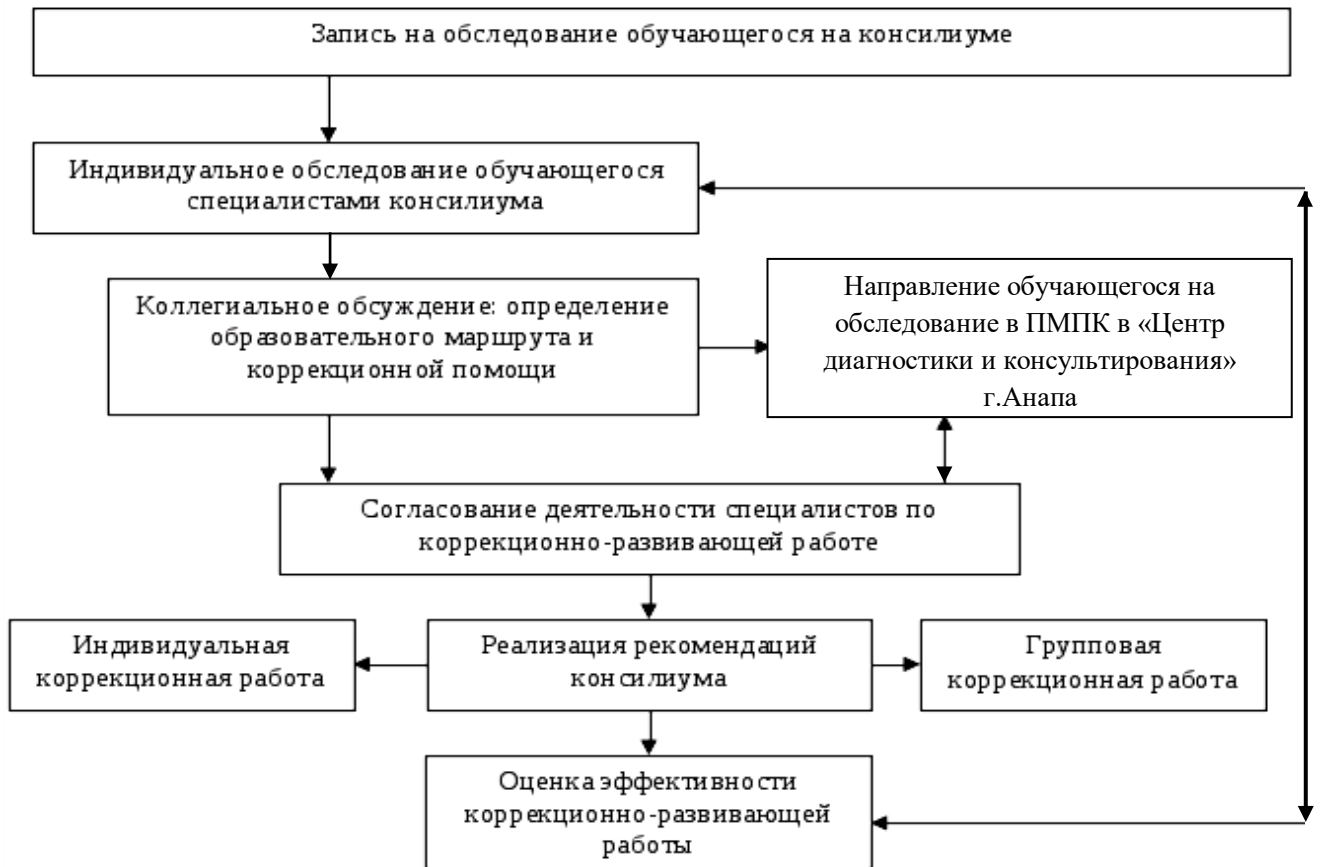 Запись на обследование обучающегося на консилиуме
Индивидуальное обследование обучающегося
специалистами консилиума
Коллегиальное обсуждение: определение
образовательного маршрута и
коррекционной помощи
Направление обучающегося на
обследование в ПМПК в «Центр
диагностики и консультирования»
г.Анапа
Согласование деятельности специалистов по
коррекционно-развивающей работе
Индивидуальная
коррекционная работа
Реализация рекомендаций
консилиума
Групповая
коррекционная работа
Оценка эффективности
коррекционно-развивающей
работы